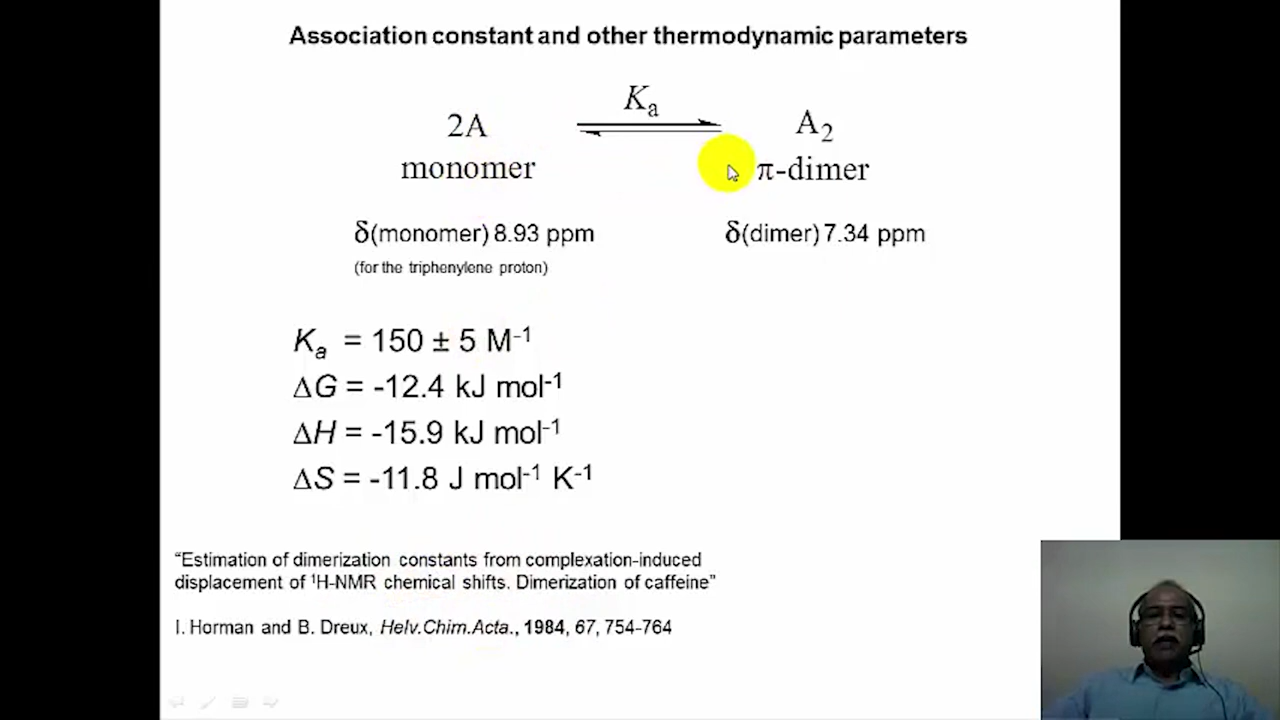 Association constant and other thermodynamic parameters
Kₐ
2A A₂
monomer π-dimer
δ(monomer) 8.93 ppm δ(dimer) 7.34 ppm
(for the triphenylene proton)
Kₐ = 150 ± 5 M⁻¹
ΔG = -12.4 kJ mol⁻¹
ΔH = -15.9 kJ mol⁻¹
ΔS = -11.8 J mol⁻¹ K⁻¹
“Estimation of dimerization constants from complexation-induced
displacement of ¹H-NMR chemical shifts. Dimerization of caffeine”
I. Horman and B. Dreux, Helv.Chim.Acta., 1984, 67, 754-764